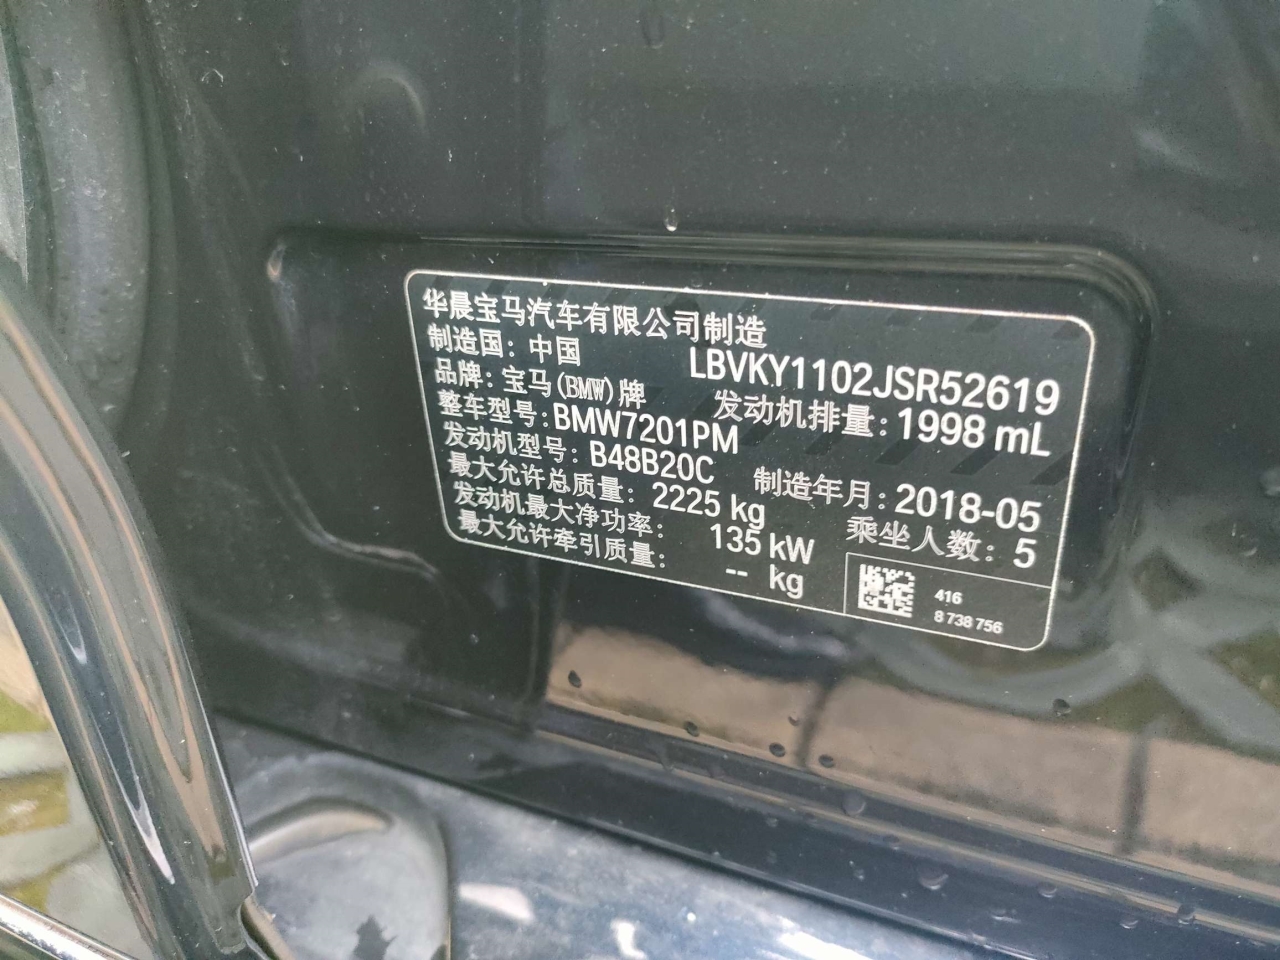 华晨宝马汽车有限公司制造
制造国：中国
LBVKY1102JSR52619
品牌：宝马(BMW)牌
发动机排量：1998 mL
整车型号：BMW7201PM
发动机型号：B48B20C
制造年月：2018-05
最大允许总质量：2225 kg
乘坐人数：5
发动机最大净功率：135 kW
最大允许牵引质量：-- kg
416
8 738 756